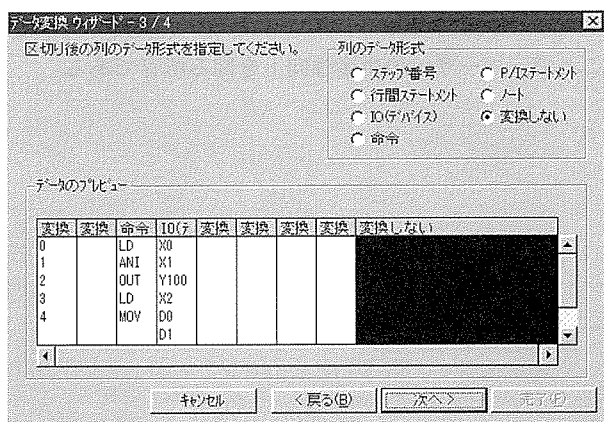 データ変換 ウィザード - 3 / 4
区切り後の列のデータ形式を指定してください。
列のデータ形式
ステップ番号
P/Iステートメント
行間ステートメント
ノート
IO(デバイス)
変換しない
命令
データのプレビュー
変換 変換 命令 IO(デ 変換 変換 変換 変換 変換しない
0 LD X0
1 ANI X1
2 OUT Y100
3 LD X2
4 MOV D0
D1
キャンセル
< 戻る(B)
次へ >
完了(F)